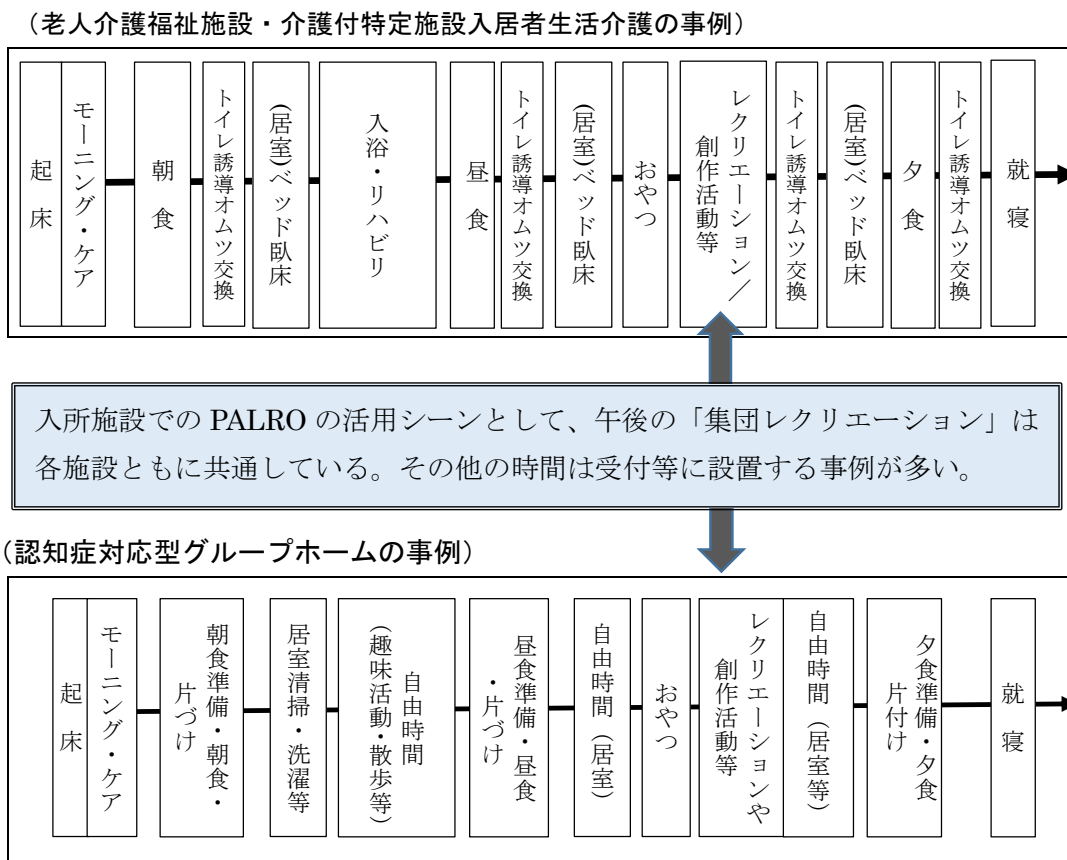 (老人介護福祉施設・介護付特定施設入居者生活介護の事例)
起床
モーニング・ケア
朝食
トイレ誘導オムツ交換
(居室)ベッド臥床
入浴・リハビリ
昼食
トイレ誘導オムツ交換
(居室)ベッド臥床
おやつ
レクリエーション／
創作活動等
トイレ誘導オムツ交換
(居室)ベッド臥床
夕食
トイレ誘導オムツ交換
就寝
入所施設での PALRO の活用シーンとして、午後の「集団レクリエーション」は
各施設ともに共通している。その他の時間は受付等に設置する事例が多い。
(認知症対応型グループホームの事例)
起床
モーニング・ケア
朝食準備・朝食・
片づけ
居室清掃・洗濯等
自由時間
(趣味活動・散歩等)
昼食準備・昼食
・片づけ
自由時間(居室)
おやつ
レクリエーションや
創作活動等
自由時間(居室等)
夕食準備・夕食
片付け
就寝